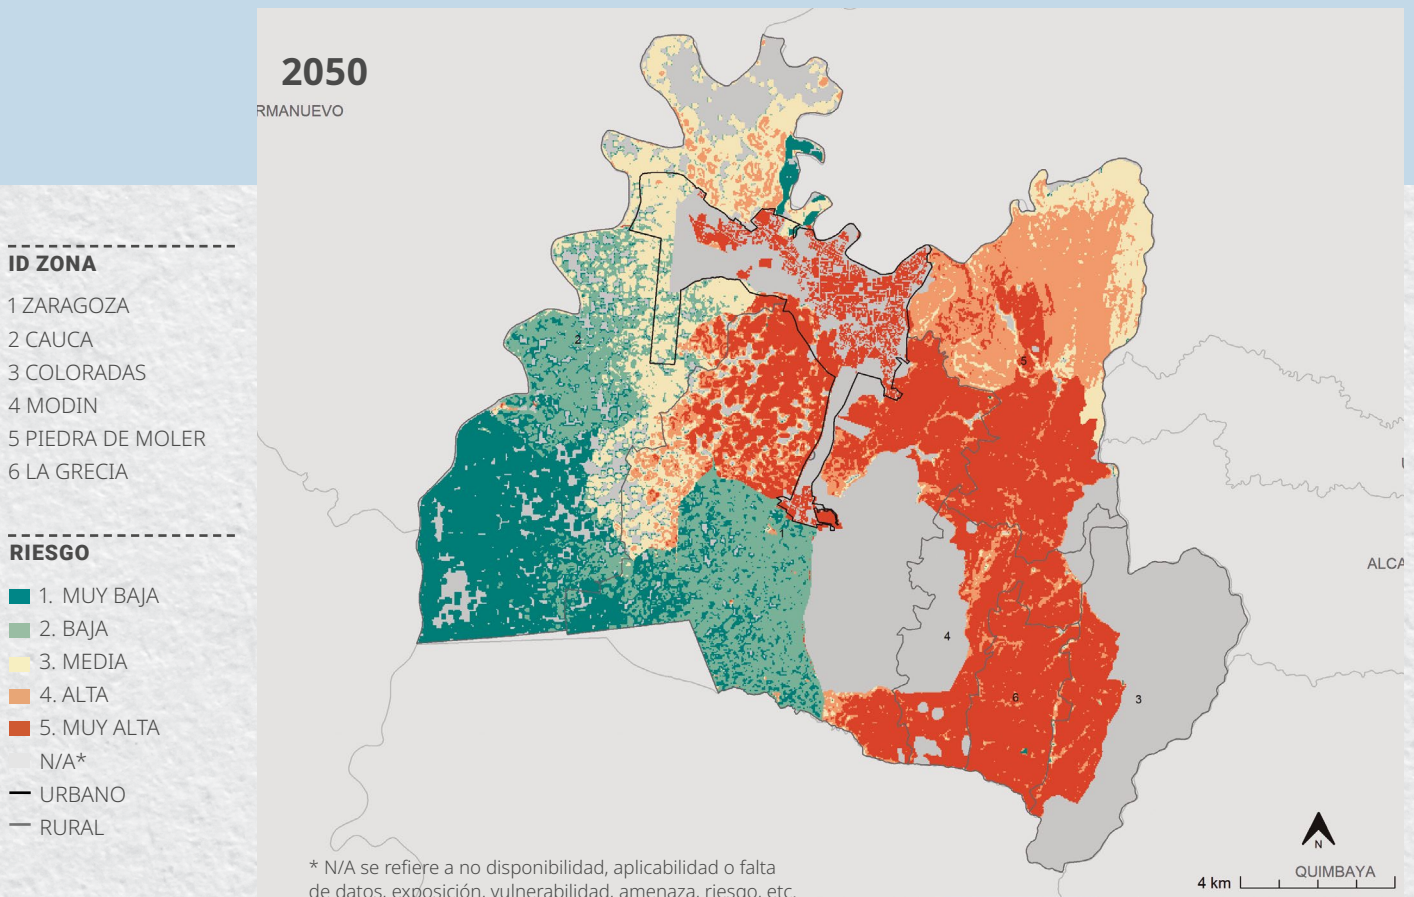 2050
RMANUEVO
ID ZONA
1 ZARAGOZA
2 CAUCA
3 COLORADAS
4 MODIN
5 PIEDRA DE MOLER
6 LA GRECIA
RIESGO
1. MUY BAJA
2. BAJA
3. MEDIA
4. ALTA
5. MUY ALTA
N/A*
URBANO
RURAL
2
5
1
4
6
3
ALCA
N
QUIMBAYA
4 km
* N/A se refiere a no disponibilidad, aplicabilidad o falta
de datos, exposición, vulnerabilidad, amenaza, riesgo, etc.